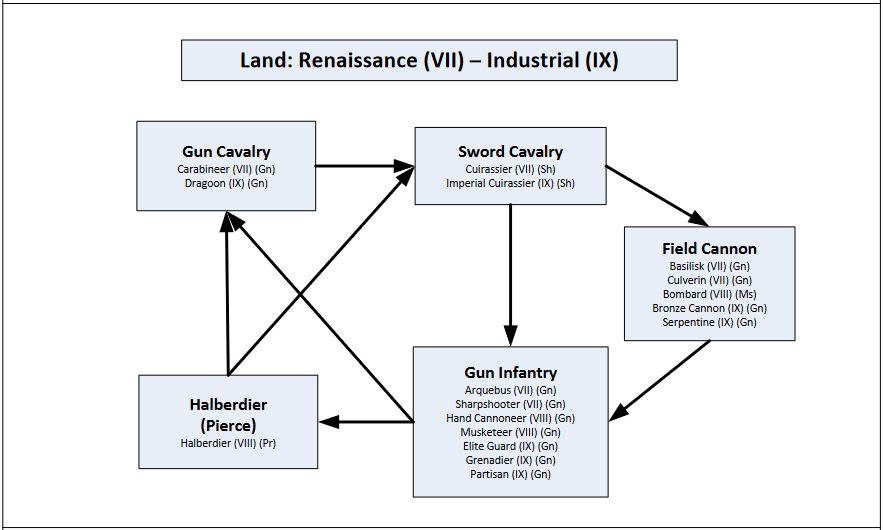 Land: Renaissance (VII) – Industrial (IX)
Gun Cavalry
Carabineer (VII) (Gn)
Dragoon (IX) (Gn)
Sword Cavalry
Cuirassier (VII) (Sh)
Imperial Cuirassier (IX) (Sh)
Field Cannon
Basilisk (VII) (Gn)
Culverin (VII) (Gn)
Bombard (VIII) (Ms)
Bronze Cannon (IX) (Gn)
Serpentine (IX) (Gn)
Halberdier
(Pierce)
Halberdier (VIII) (Pr)
Gun Infantry
Arquebus (VII) (Gn)
Sharpshooter (VII) (Gn)
Hand Cannoneer (VIII) (Gn)
Musketeer (VIII) (Gn)
Elite Guard (IX) (Gn)
Grenadier (IX) (Gn)
Partisan (IX) (Gn)